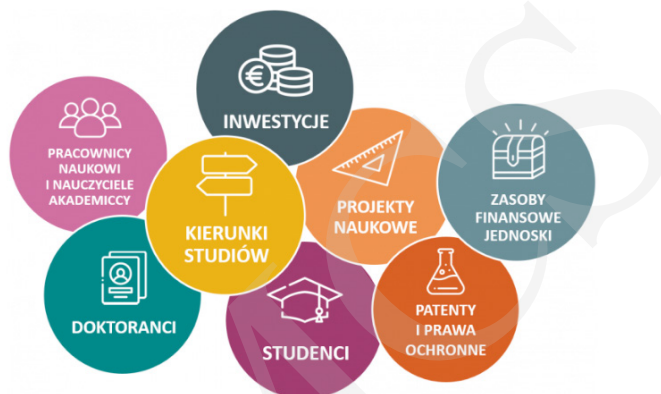 INWESTYCJE
PRACOWNICY
NAUKOWI
I NAUCZYCIELE
AKADEMICCY
KIERUNKI
STUDIÓW
PROJEKTY
NAUKOWE
ZASOBY
FINANSOWE
JEDNOSKI
DOKTORANCI
STUDENCI
PATENTY
I PRAWA
OCHRONNE